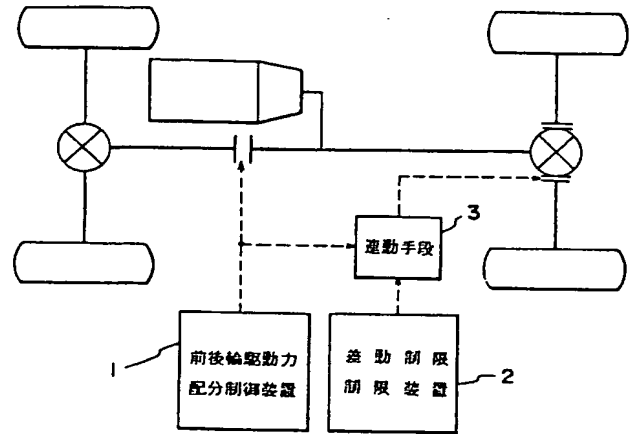 3
連動手段
1
前後輪駆動力
配分制御装置
差動制限
制限装置
2